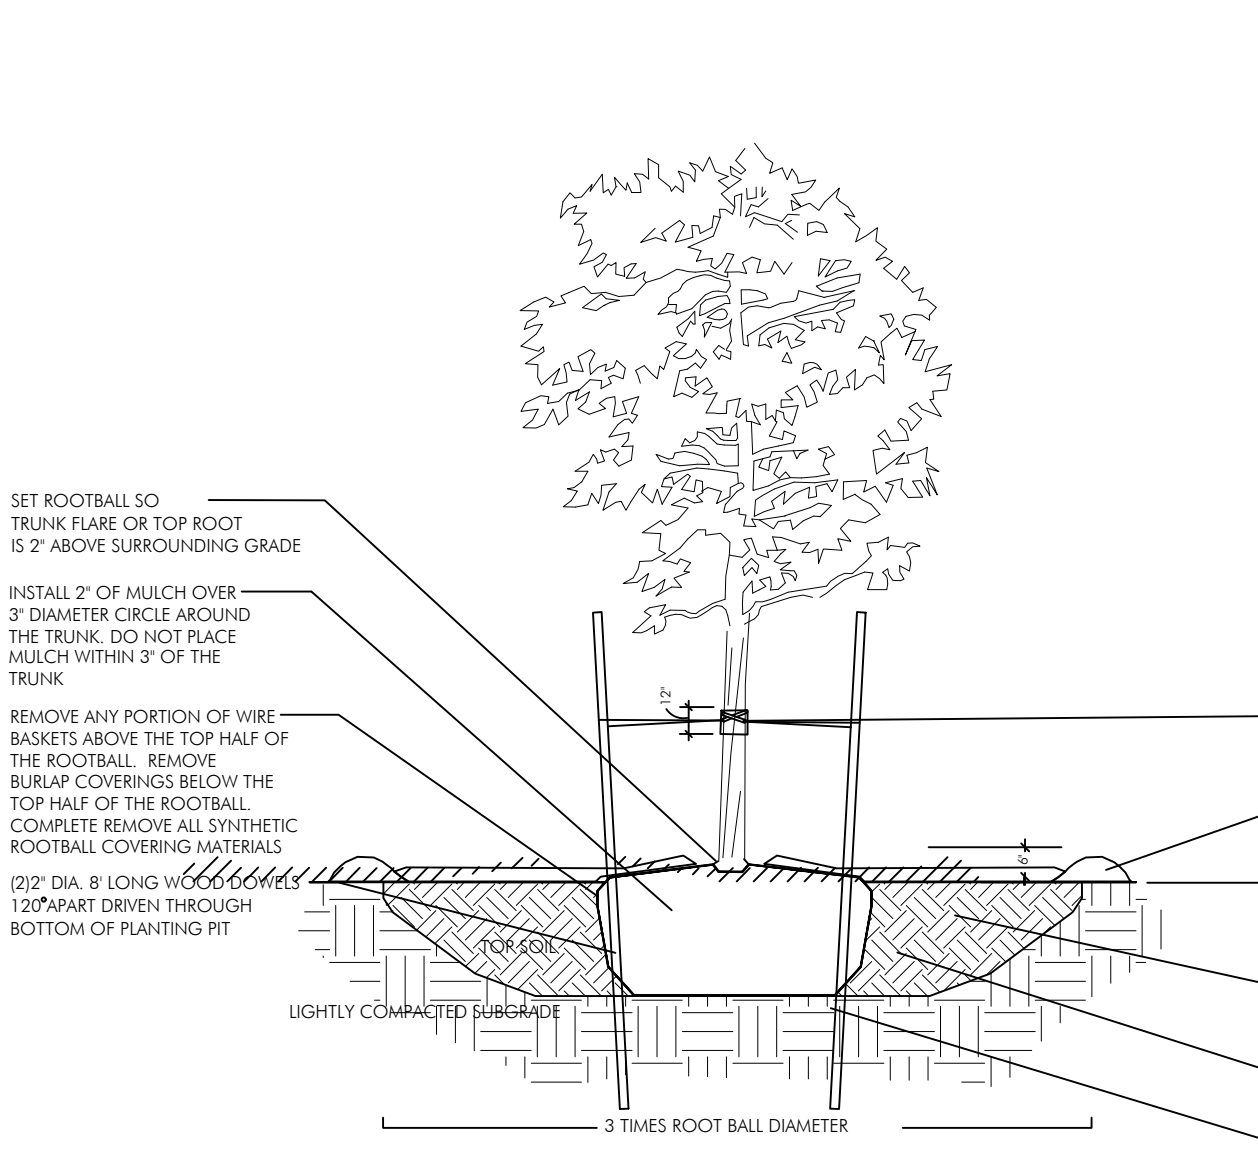 SET ROOTBALL SO
TRUNK FLARE OR TOP ROOT
IS 2" ABOVE SURROUNDING GRADE
INSTALL 2" OF MULCH OVER
3" DIAMETER CIRCLE AROUND
THE TRUNK. DO NOT PLACE
MULCH WITHIN 3" OF THE
TRUNK
REMOVE ANY PORTION OF WIRE
BASKETS ABOVE THE TOP HALF OF
THE ROOTBALL. REMOVE
BURLAP COVERINGS BELOW THE
TOP HALF OF THE ROOTBALL.
COMPLETE REMOVE ALL SYNTHETIC
ROOTBALL COVERING MATERIALS
(2)2" DIA. 8' LONG WOOD DOWELS
120° APART DRIVEN THROUGH
BOTTOM OF PLANTING PIT
12"
6"
TOP SOIL
LIGHTLY COMPACTED SUBGRADE
3 TIMES ROOT BALL DIAMETER